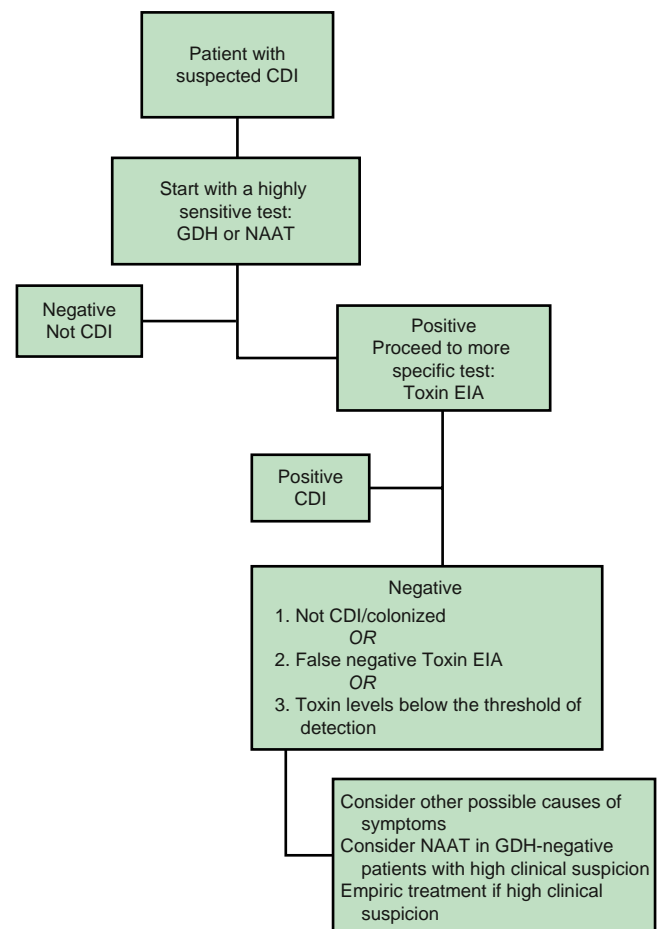 Patient with
suspected CDI
Start with a highly
sensitive test:
GDH or NAAT
Negative
Not CDI
Positive
Proceed to more
specific test:
Toxin EIA
Positive
CDI
Negative
1. Not CDI/colonized
OR
2. False negative Toxin EIA
OR
3. Toxin levels below the threshold of
detection
Consider other possible causes of
symptoms
Consider NAAT in GDH-negative
patients with high clinical suspicion
Empiric treatment if high clinical
suspicion